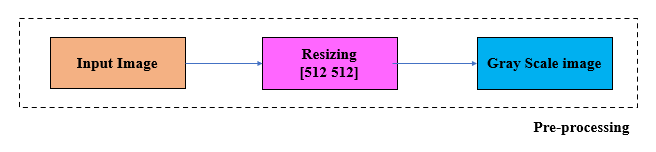 Input Image
Resizing
[512 512]
Gray Scale image
Pre-processing